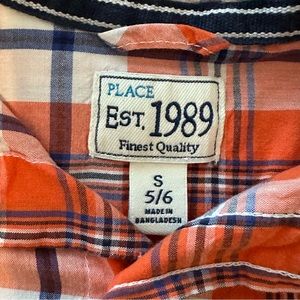 PLACE
EST. 1989
Finest Quality
S
5/6
MADE IN
BANGLADESH